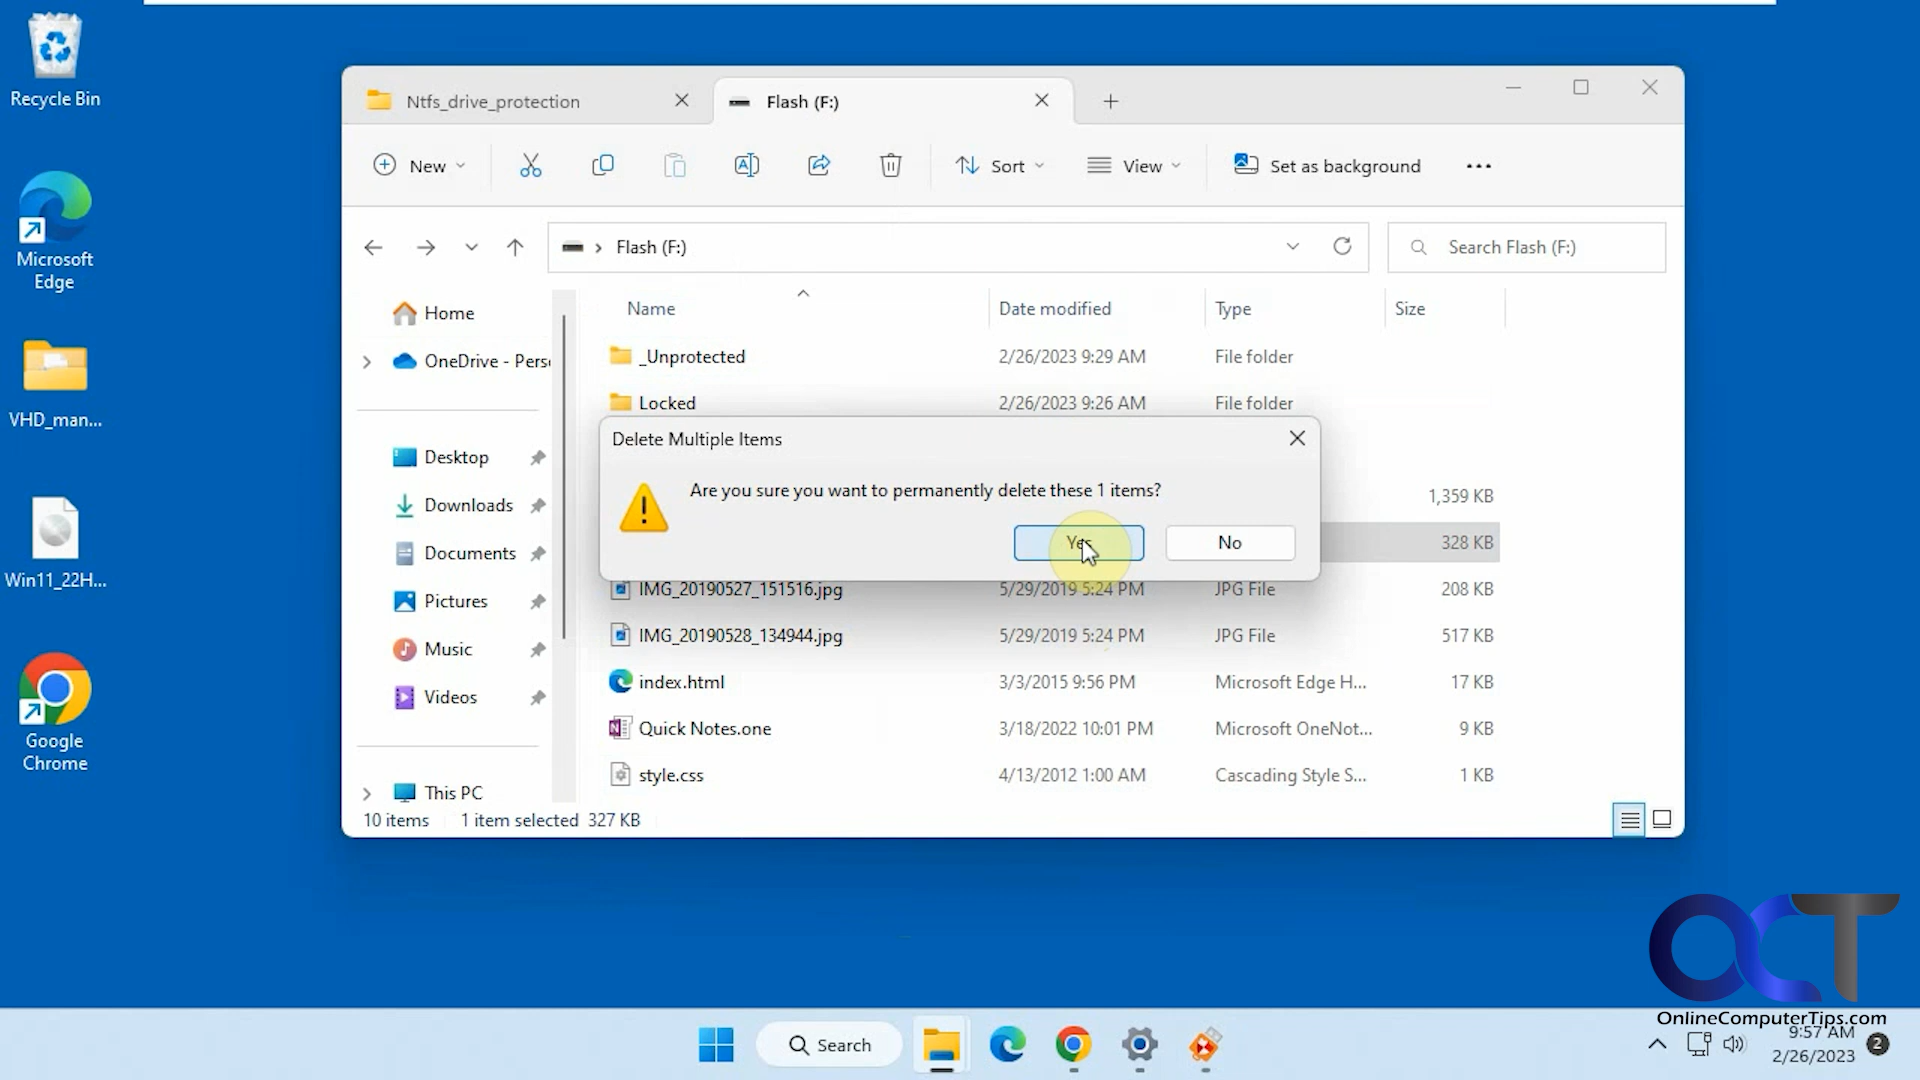 Recycle Bin
Microsoft
Edge
VHD_man...
Win11_22H...
Google
Chrome
Ntfs_drive_protection
Flash (F:)
New
Sort
View
Set as background
Flash (F:)
Search Flash (F:)
Home
OneDrive - Perso
Desktop
Downloads
Documents
Pictures
Music
Videos
This PC
Name Date modified Type Size
_Unprotected 2/26/2023 9:29 AM File folder
Locked 2/26/2023 9:26 AM File folder
1,359 KB
328 KB
Delete Multiple Items
Are you sure you want to permanently delete these 1 items?
Yes
No
IMG_20190527_151516.jpg 5/29/2019 5:24 PM JPG File 208 KB
IMG_20190528_134944.jpg 5/29/2019 5:24 PM JPG File 517 KB
index.html 3/3/2015 9:56 PM Microsoft Edge H... 17 KB
Quick Notes.one 3/18/2022 10:01 PM Microsoft OneNot... 9 KB
style.css 4/13/2012 1:00 AM Cascading Style S... 1 KB
10 items 1 item selected 327 KB
OCT
OnlineComputerTips.com
Search
9:57 AM
2/26/2023
2